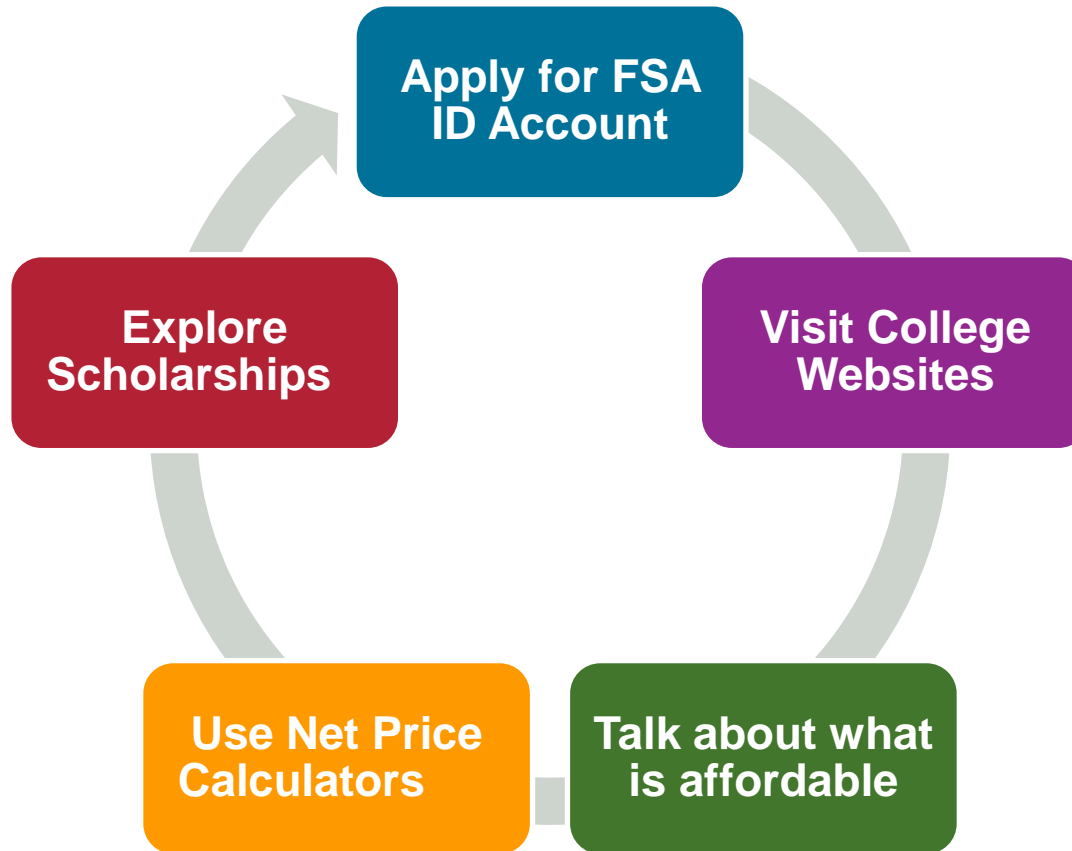 Apply for FSA
ID Account
Visit College
Websites
Talk about what
is affordable
Use Net Price
Calculators
Explore
Scholarships